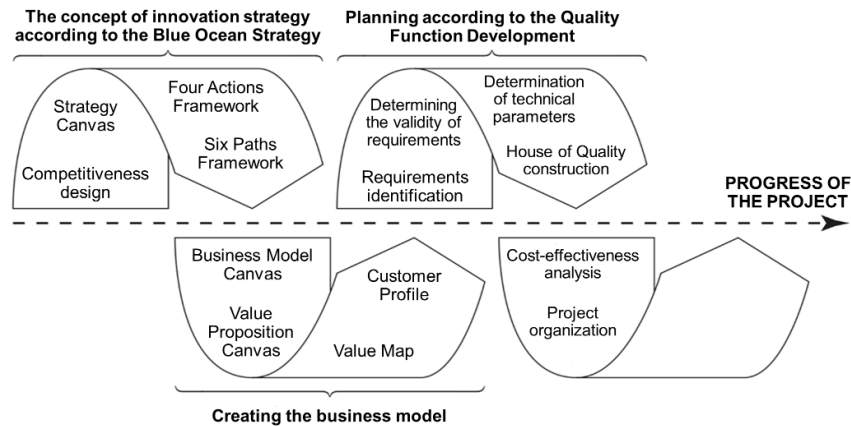 The concept of innovation strategy
according to the Blue Ocean Strategy
Planning according to the Quality
Function Development
Strategy
Canvas
Competitiveness
design
Four Actions
Framework
Six Paths
Framework
Determining
the validity of
requirements
Requirements
identification
Determination
of technical
parameters
House of Quality
construction
PROGRESS OF
THE PROJECT
Business Model
Canvas
Value
Proposition
Canvas
Customer
Profile
Value Map
Cost-effectiveness
analysis
Project
organization
Creating the business model